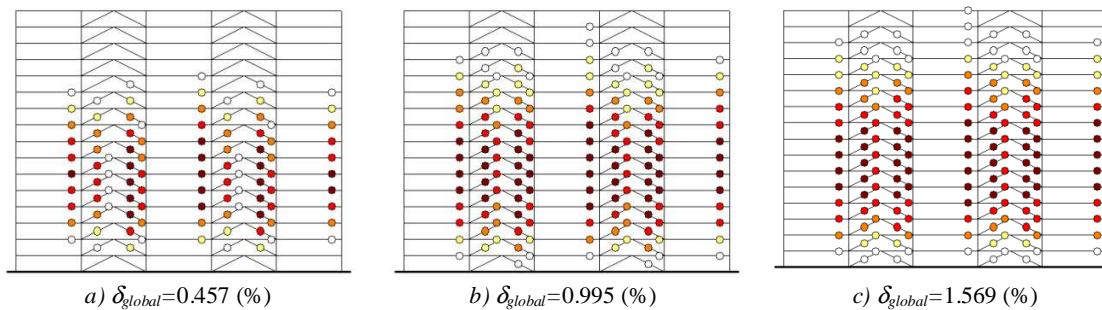 a) δglobal=0.457 (%) b) δglobal=0.995 (%) c) δglobal=1.569 (%)